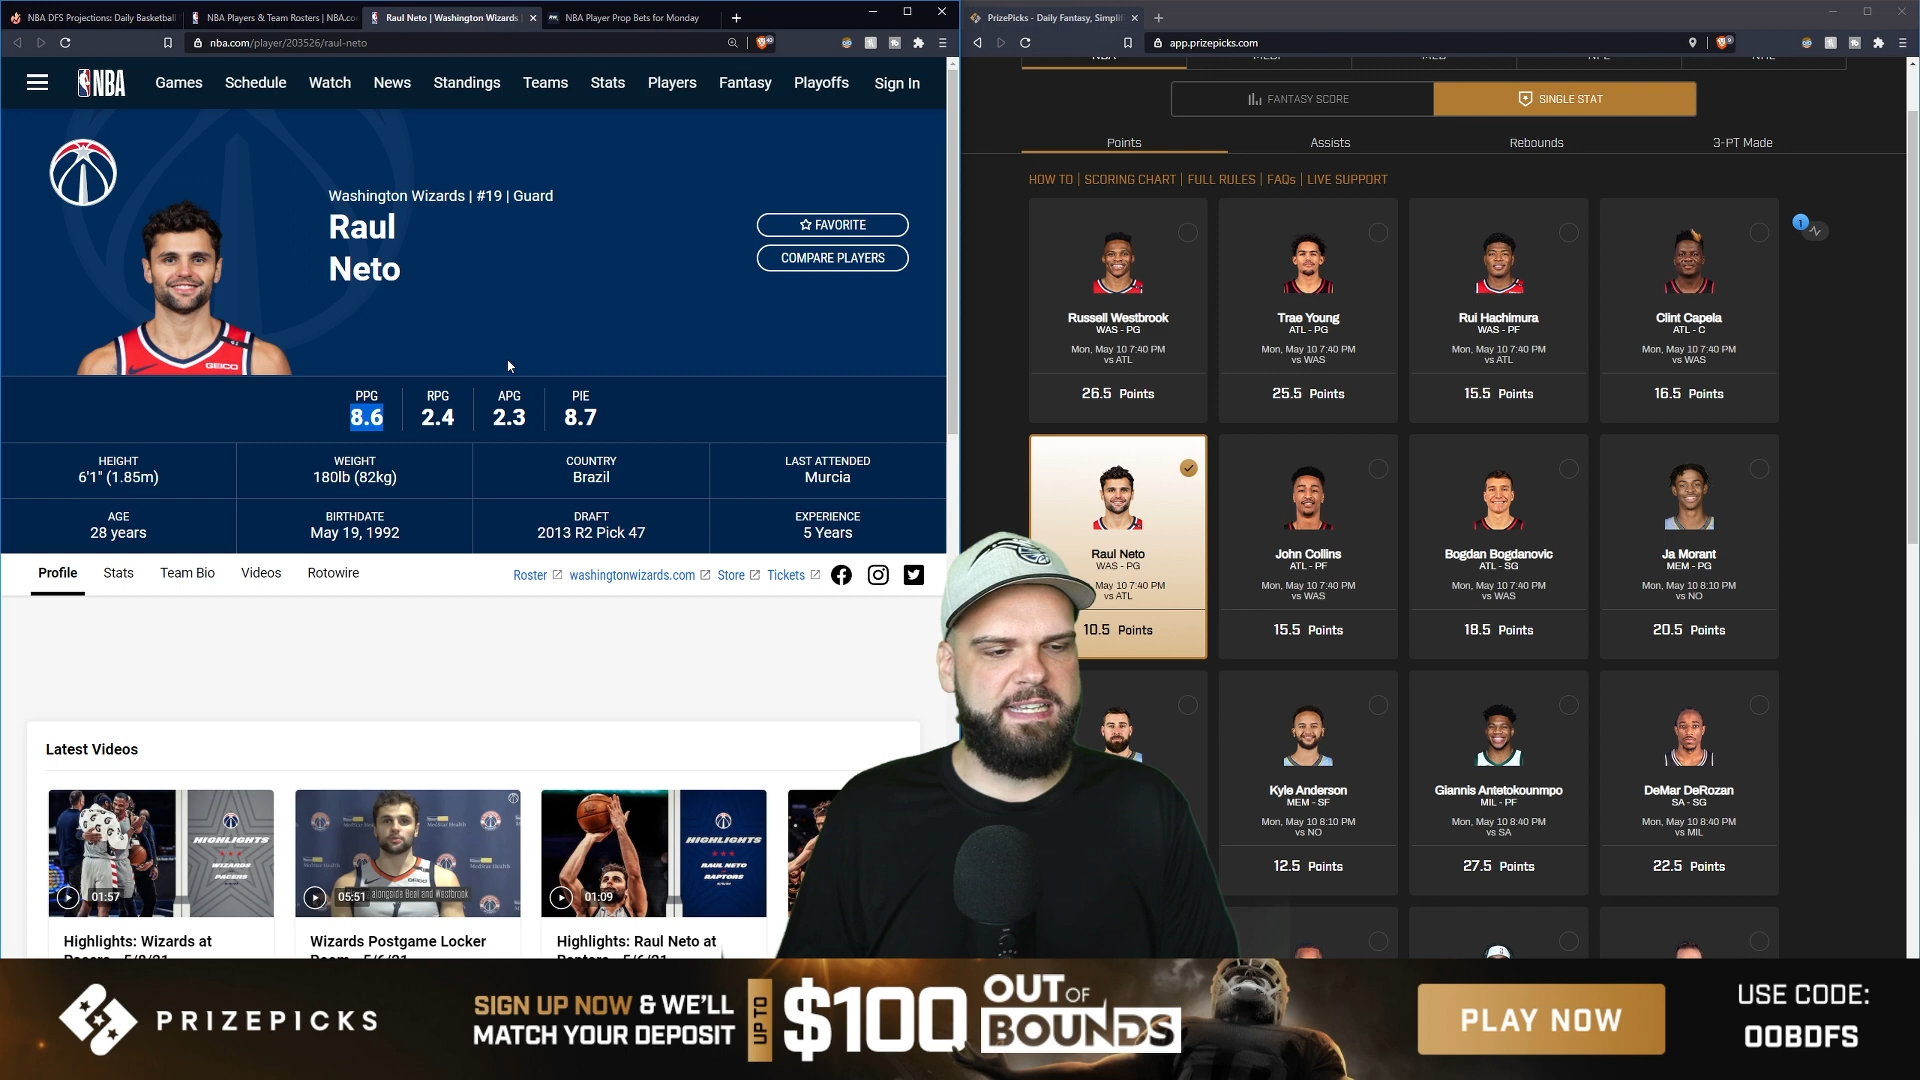 NBA DFS Projections: Daily Basketball
NBA Players & Team Rosters | NBA.co
Raul Neto | Washington Wizards
NBA Player Prop Bets for Monday
nba.com/player/203526/raul-neto
NBA
Games
Schedule
Watch
News
Standings
Teams
Stats
Players
Fantasy
Playoffs
Sign In
Washington Wizards | #19 | Guard
Raul
Neto
FAVORITE
COMPARE PLAYERS
GEICO
PPG
8.6
RPG
2.4
APG
2.3
PIE
8.7
HEIGHT
6'1" (1.85m)
WEIGHT
180lb (82kg)
COUNTRY
Brazil
LAST ATTENDED
Murcia
AGE
28 years
BIRTHDATE
May 19, 1992
DRAFT
2013 R2 Pick 47
EXPERIENCE
5 Years
Profile
Stats
Team Bio
Videos
Rotowire
Roster
washingtonwizards.com
Store
Tickets
Latest Videos
HIGHLIGHTS
WIZARDS
PACERS
01:57
Highlights: Wizards at
05:51
alongside Beal and Westbrook
Wizards Postgame Locker
HIGHLIGHTS
RAUL NETO
RAPTORS
01:09
Highlights: Raul Neto at
PrizePicks - Daily Fantasy, Simpli
app.prizepicks.com
FANTASY SCORE
SINGLE STAT
Points
Assists
Rebounds
3-PT Made
HOW TO | SCORING CHART | FULL RULES | FAQs | LIVE SUPPORT
1
Russell Westbrook
WAS - PG
Mon, May 10 7:40 PM
vs ATL
26.5 Points
Trae Young
ATL - PG
Mon, May 10 7:40 PM
vs WAS
25.5 Points
Rui Hachimura
WAS - PF
Mon, May 10 7:40 PM
vs ATL
15.5 Points
Clint Capela
ATL - C
Mon, May 10 7:40 PM
vs WAS
16.5 Points
Raul Neto
WAS - PG
May 10 7:40 PM
vs ATL
10.5 Points
John Collins
ATL - PF
Mon, May 10 7:40 PM
vs WAS
15.5 Points
Bogdan Bogdanovic
ATL - SG
Mon, May 10 7:40 PM
vs WAS
18.5 Points
Ja Morant
MEM - PG
Mon, May 10 8:10 PM
vs NO
20.5 Points
Kyle Anderson
MEM - SF
Mon, May 10 8:10 PM
vs NO
12.5 Points
Giannis Antetokounmpo
MIL - PF
Mon, May 10 8:40 PM
vs SA
27.5 Points
DeMar DeRozan
SA - SG
Mon, May 10 8:40 PM
vs MIL
22.5 Points
PRIZEPICKS
SIGN UP NOW & WE'LL
MATCH YOUR DEPOSIT
UP TO
$100
OUT OF
BOUNDS
PLAY NOW
USE CODE:
OOBDFS